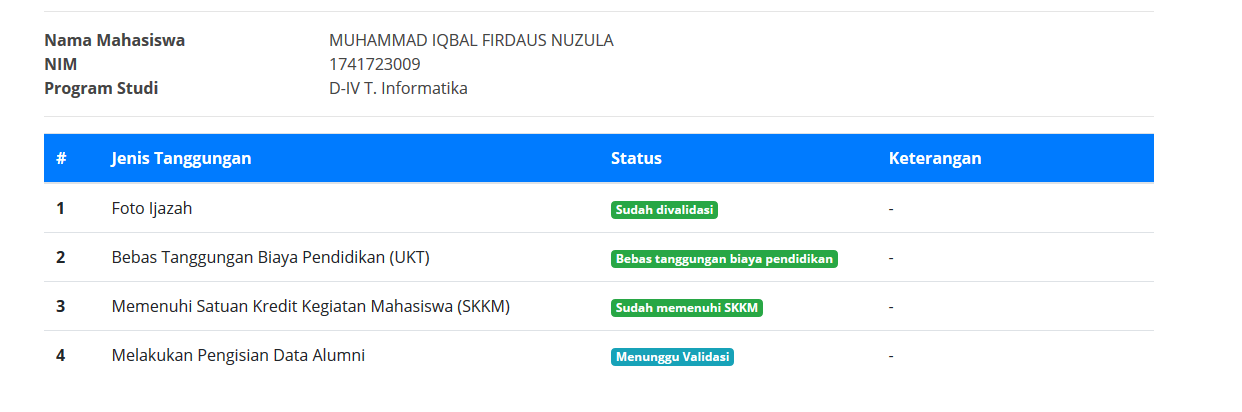 Nama Mahasiswa MUHAMMAD IQBAL FIRDAUS NUZULA
NIM 1741723009
Program Studi D-IV T. Informatika
# Jenis Tanggungan Status Keterangan
1 Foto Ijazah Sudah divalidasi -
2 Bebas Tanggungan Biaya Pendidikan (UKT) Bebas tanggungan biaya pendidikan -
3 Memenuhi Satuan Kredit Kegiatan Mahasiswa (SKKM) Sudah memenuhi SKKM -
4 Melakukan Pengisian Data Alumni Menunggu Validasi -